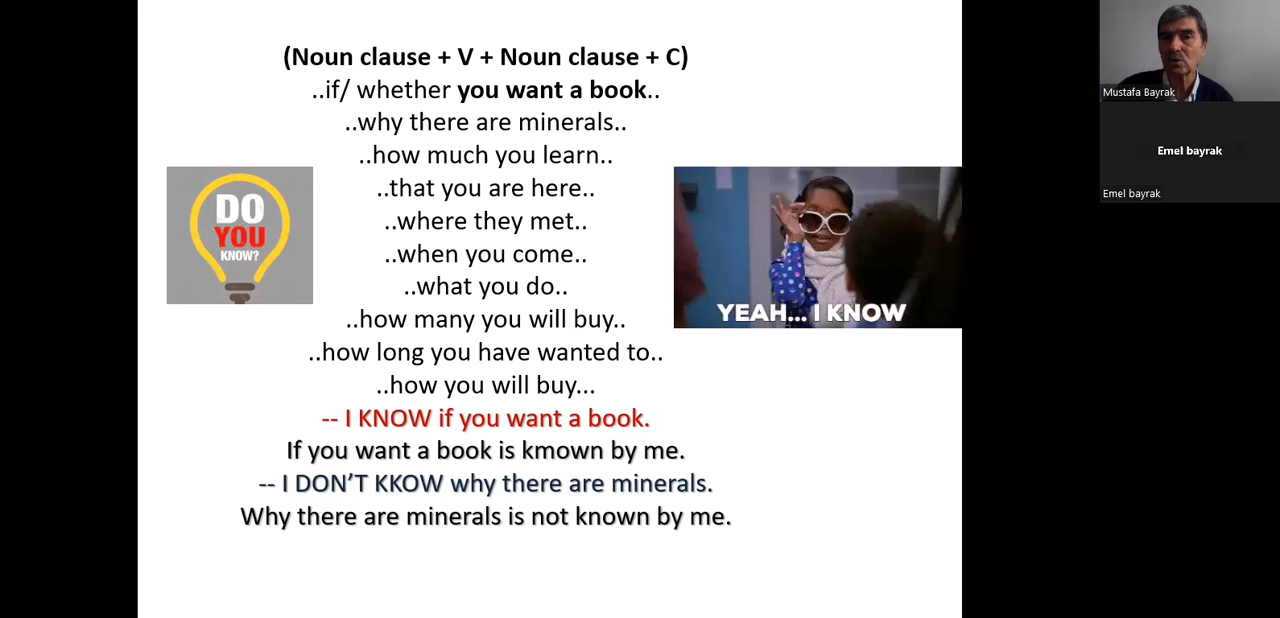 (Noun clause + V + Noun clause + C)
..if/ whether you want a book..
..why there are minerals..
..how much you learn..
..that you are here..
..where they met..
..when you come..
..what you do..
..how many you will buy..
..how long you have wanted to..
..how you will buy...
-- I KNOW if you want a book.
If you want a book is kmown by me.
-- I DON’T KKOW why there are minerals.
Why there are minerals is not known by me.
DO
YOU
KNOW?
YEAH... I KNOW
Mustafa Bayrak
Emel bayrak
Emel bayrak